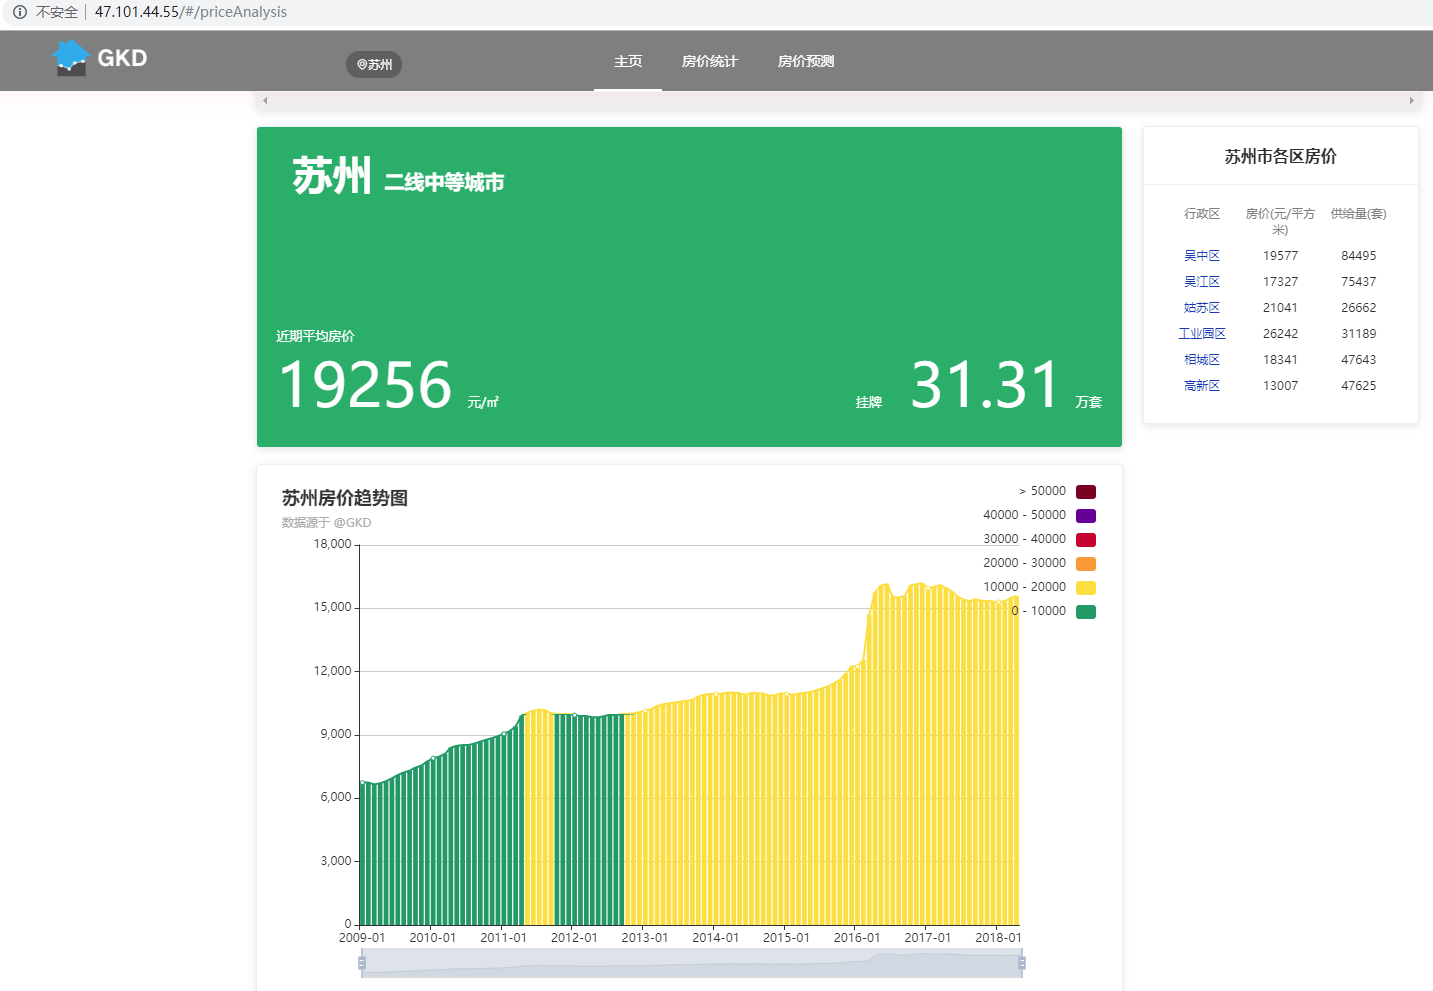 不安全 47.101.44.55/#/priceAnalysis
GKD
苏州
主页 房价统计 房价预测
苏州 二线中等城市
近期平均房价
19256 元/㎡
挂牌 31.31 万套
苏州市各区房价
行政区 房价(元/平方米) 供给量(套)
吴中区 19577 84495
吴江区 17327 75437
姑苏区 21041 26662
工业园区 26242 31189
相城区 18341 47643
高新区 13007 47625
苏州房价趋势图
数据源于 @GKD
> 50000
40000 - 50000
30000 - 40000
20000 - 30000
10000 - 20000
0 - 10000
18,000
15,000
12,000
9,000
6,000
3,000
0
2009-01 2010-01 2011-01 2012-01 2013-01 2014-01 2015-01 2016-01 2017-01 2018-01